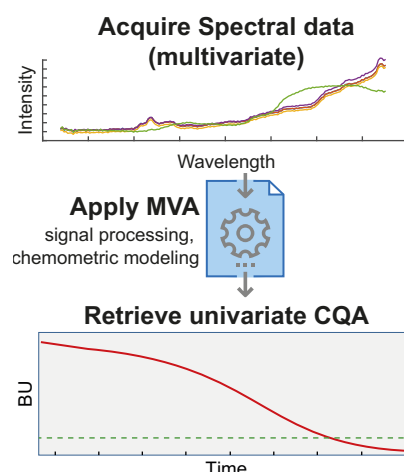 Acquire Spectral data
(multivariate)
Intensity
Wavelength
Apply MVA
signal processing,
chemometric modeling
Retrieve univariate CQA
BU
Time